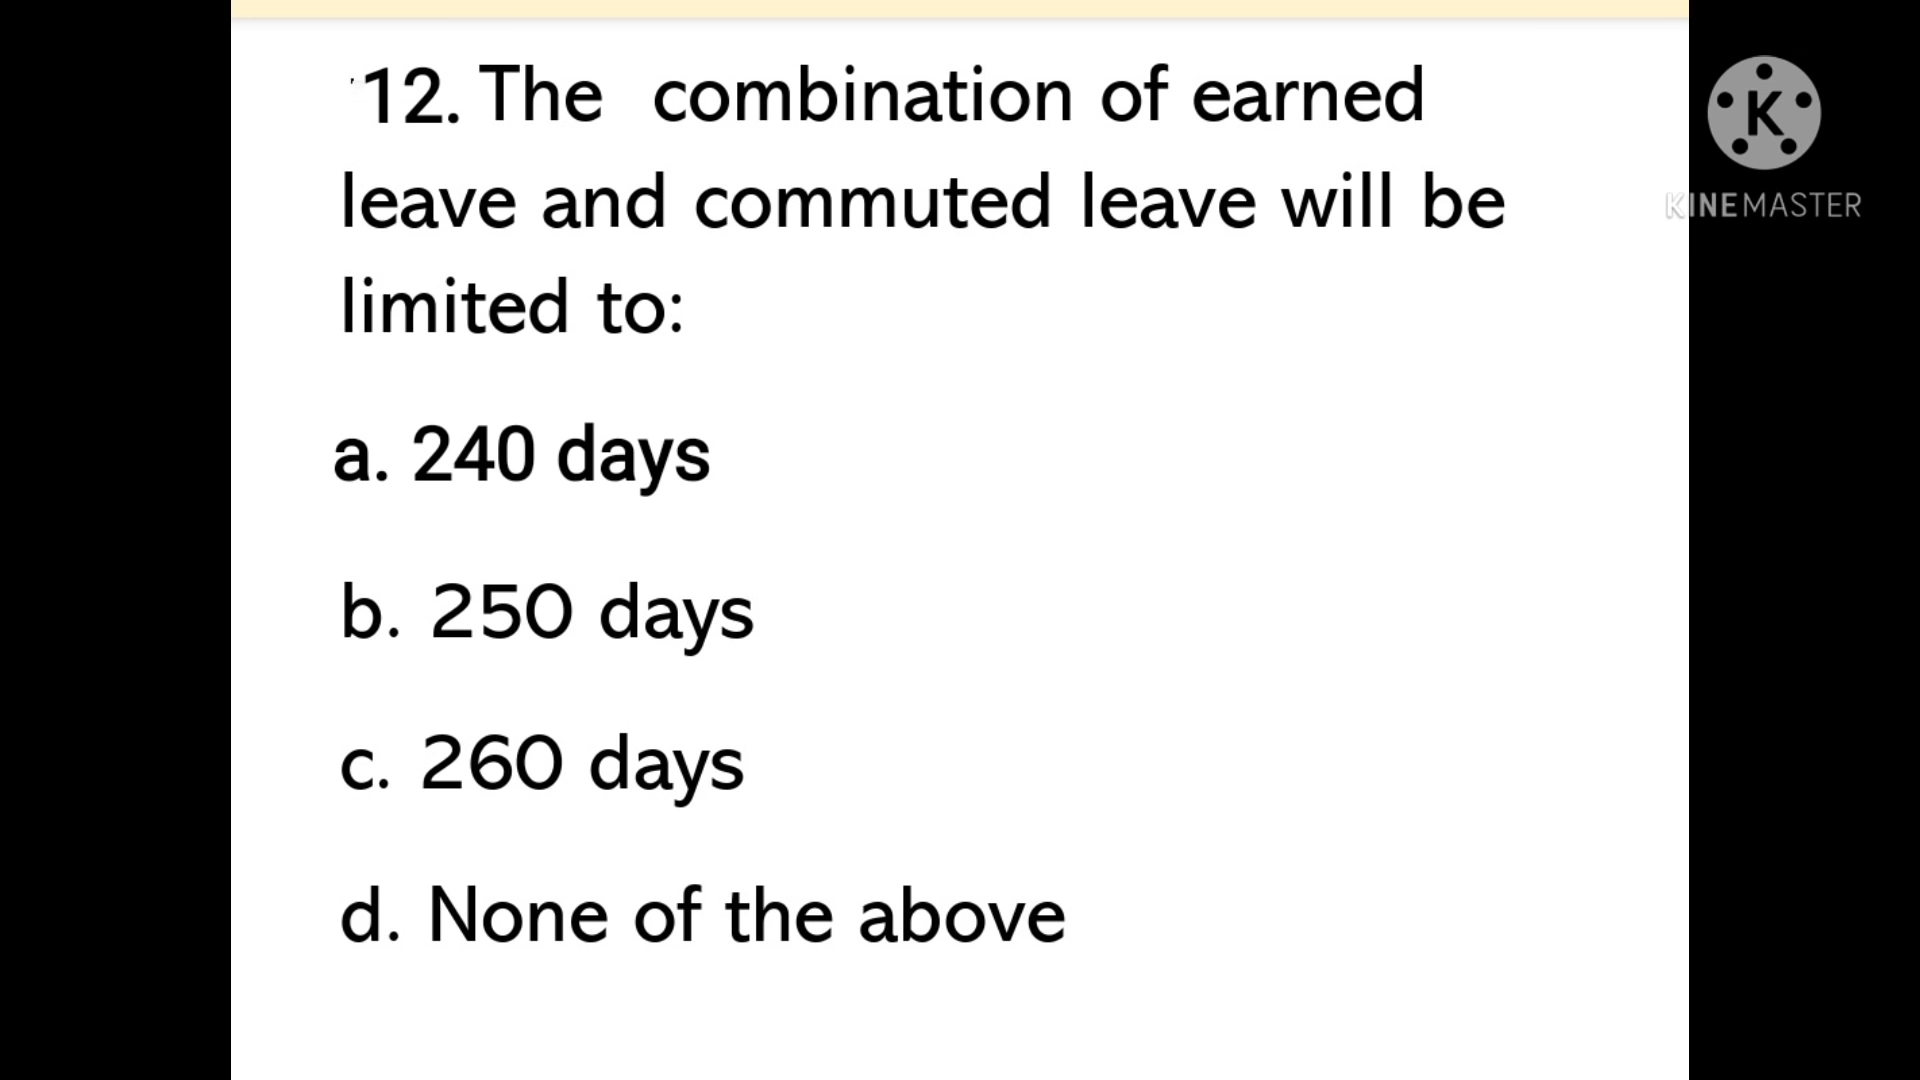 12. The combination of earned
leave and commuted leave will be
limited to:
a. 240 days
b. 250 days
c. 260 days
d. None of the above
K
KINEMASTER